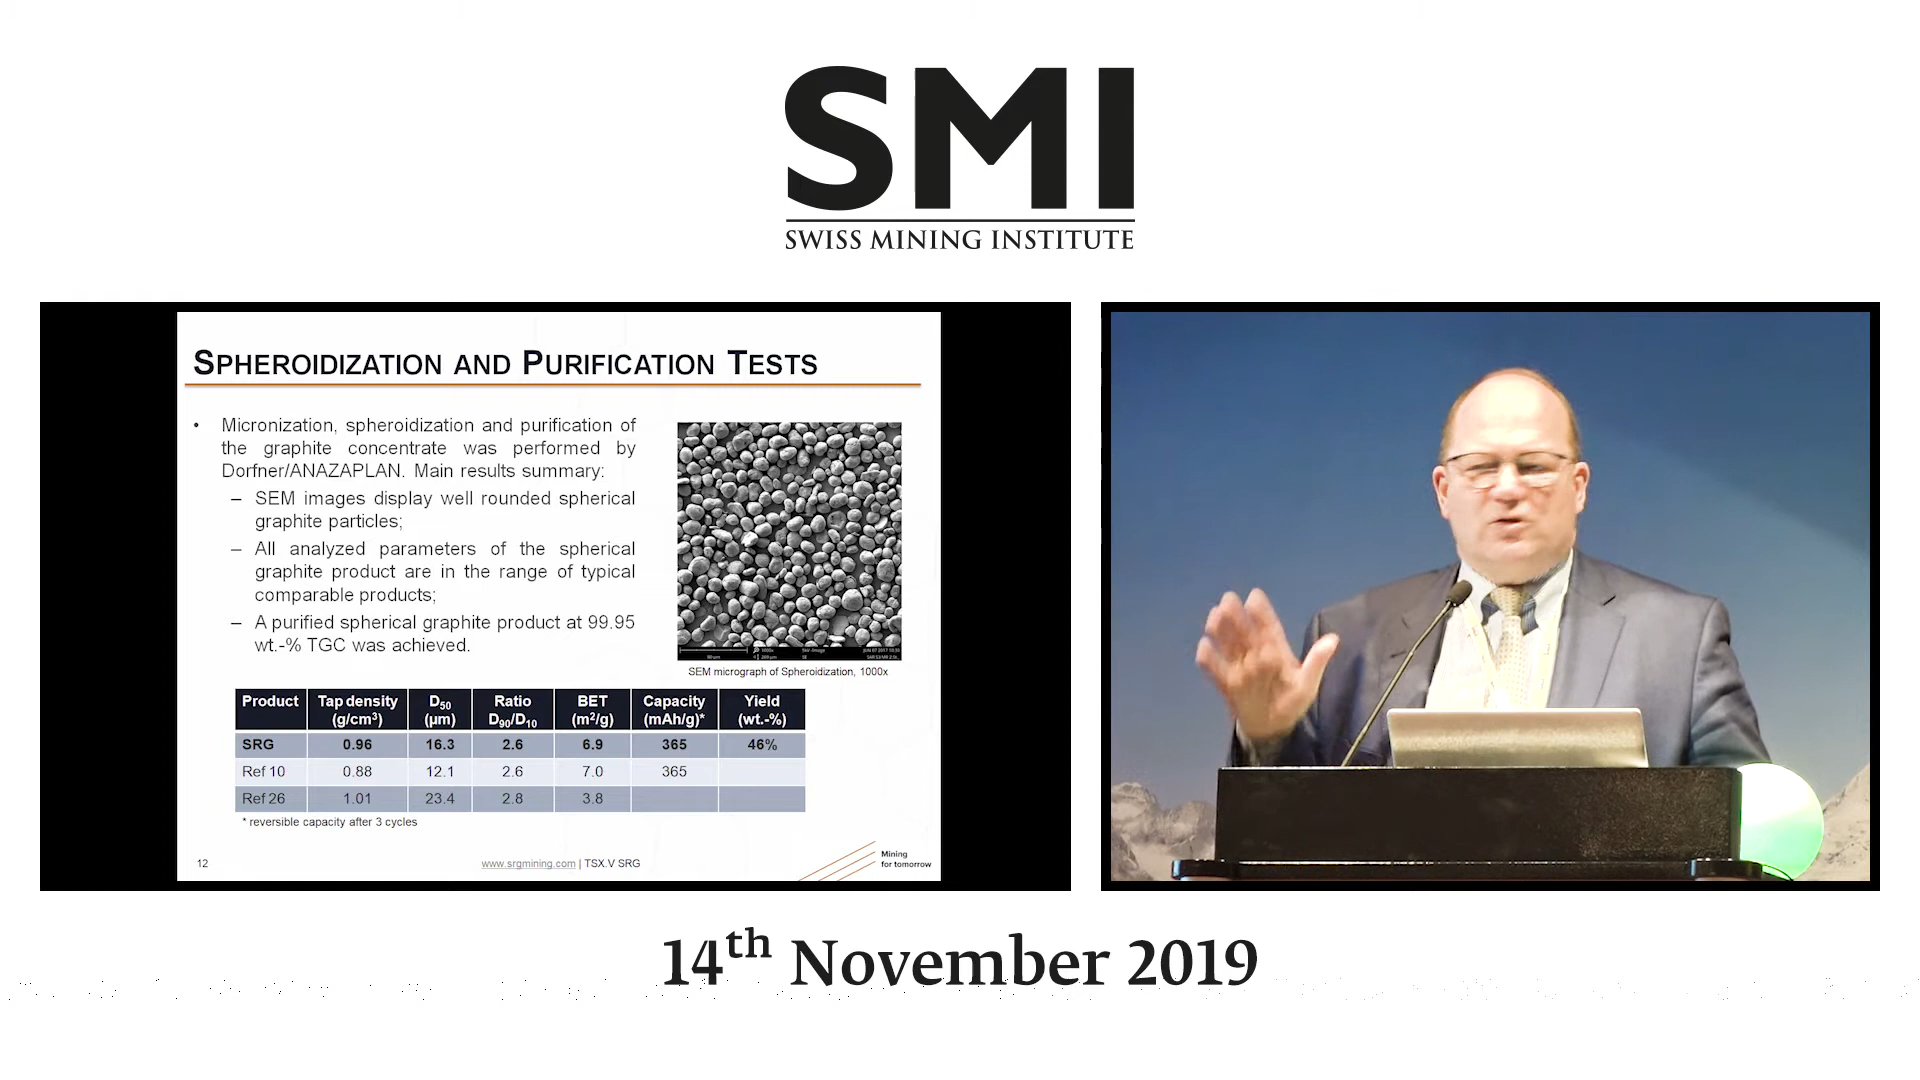 SMI
SWISS MINING INSTITUTE
SPHEROIDIZATION AND PURIFICATION TESTS
• Micronization, spheroidization and purification of
the graphite concentrate was performed by
Dorfner/ANAZAPLAN. Main results summary:
– SEM images display well rounded spherical
graphite particles;
– All analyzed parameters of the spherical
graphite product are in the range of typical
comparable products;
– A purified spherical graphite product at 99.95
wt.-% TGC was achieved.
SEM micrograph of Spheroidization, 1000x
Product Tap density (g/cm³) D50 (µm) Ratio D90/D10 BET (m²/g) Capacity (mAh/g)* Yield (wt.-%)
SRG 0.96 16.3 2.6 6.9 365 46%
Ref 10 0.88 12.1 2.6 7.0 365
Ref 26 1.01 23.4 2.8 3.8
* reversible capacity after 3 cycles
12
www.srgmining.com | TSX.V SRG
Mining
for tomorrow
14th November 2019